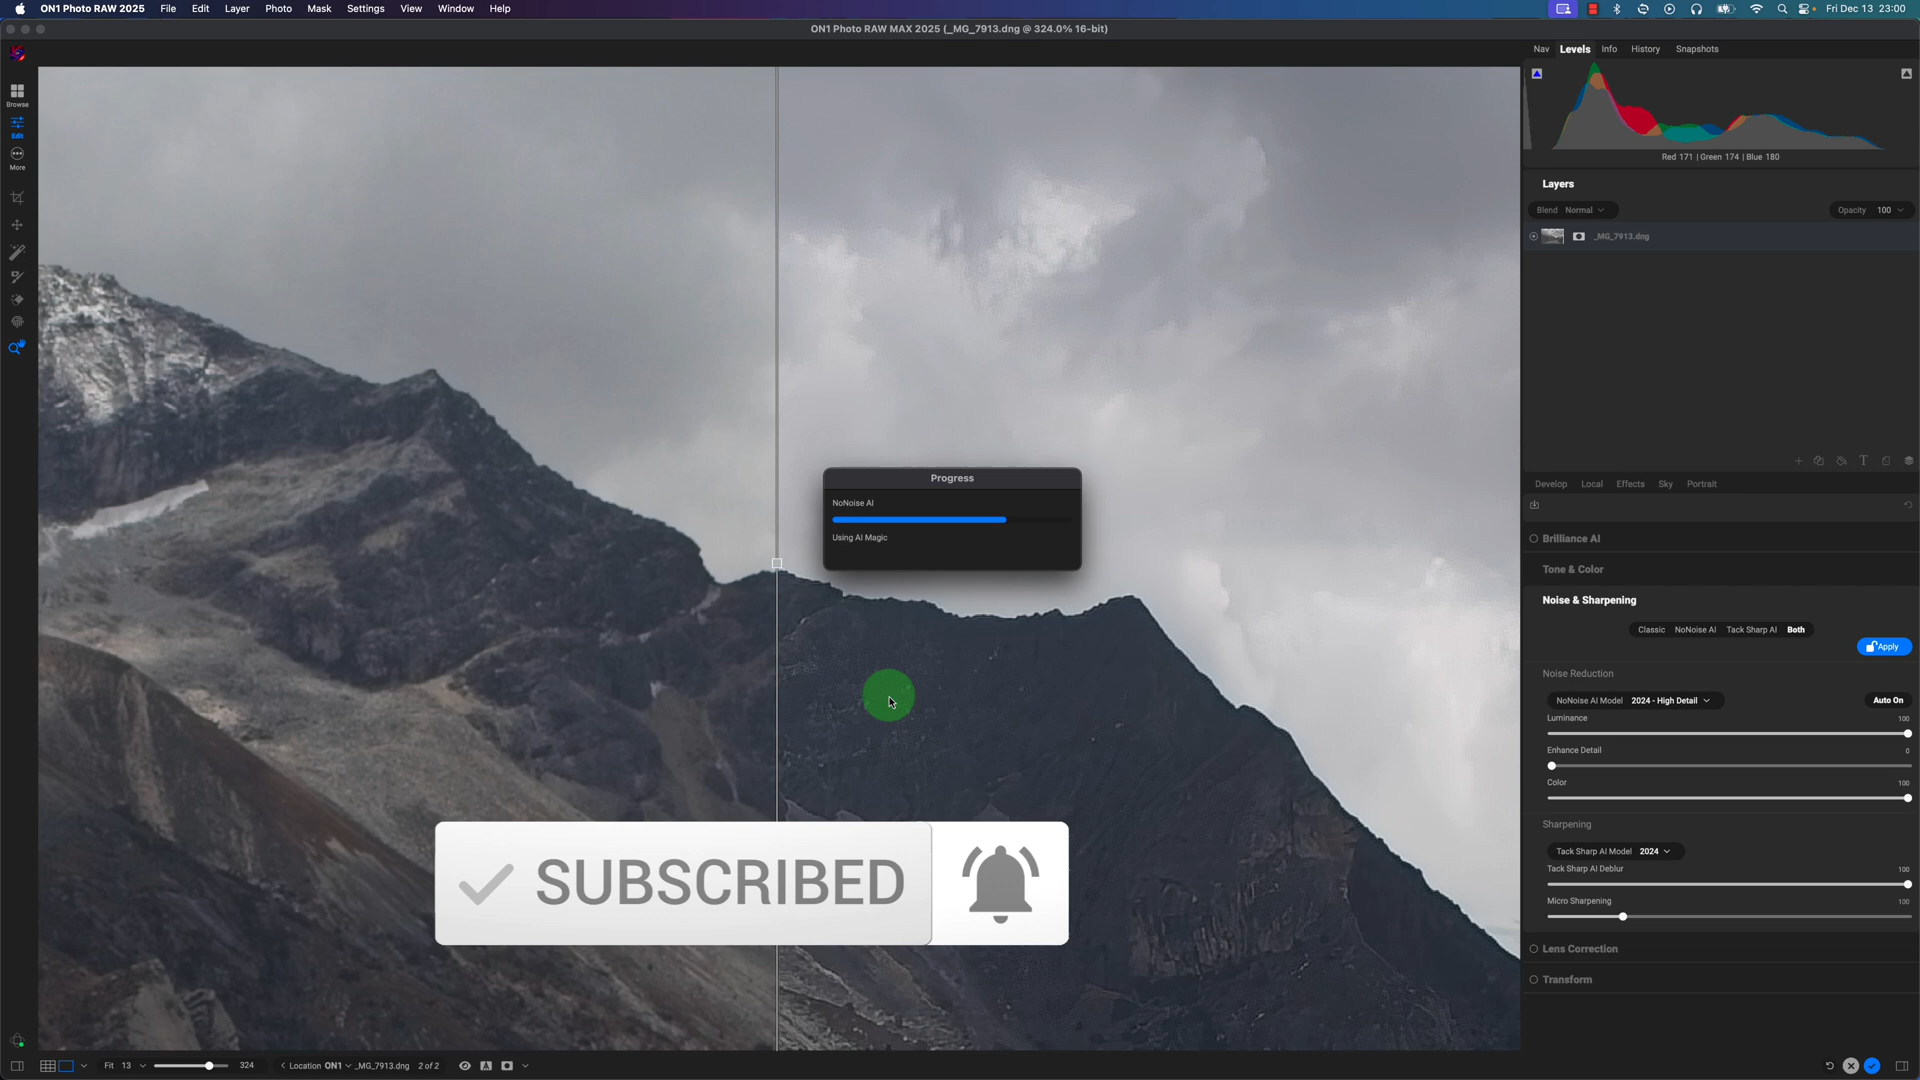 ON1 Photo RAW MAX 2025 File Edit Layer Photo Mask Settings View Window Help Fri Dec 13 23:00
ON1 Photo RAW MAX 2025 (_MG_7913.dng @ 324.0% 16-bit)
Nav Levels Info History Snapshots
Browse
Edit
More
Red 171 | Green 174 | Blue 180
Layers
Blend Normal Opacity 100
_MG_7913.dng
Develop Local Effects Sky Portrait
Progress
NoNoise AI
Using AI Magic
Brilliance AI
Tone & Color
Noise & Sharpening
Classic NoNoise AI Tack Sharp AI Both
Apply
Noise Reduction
NoNoise AI Model 2024 - High Detail Auto On
Luminance 100
Enhance Detail 0
Color 100
Sharpening
Tack Sharp AI Model 2024
Tack Sharp AI Deblur 100
Micro Sharpening 100
SUBSCRIBED
Lens Correction
Transform
Fit 13 324 Location ON1 _MG_7913.dng 2 of 2